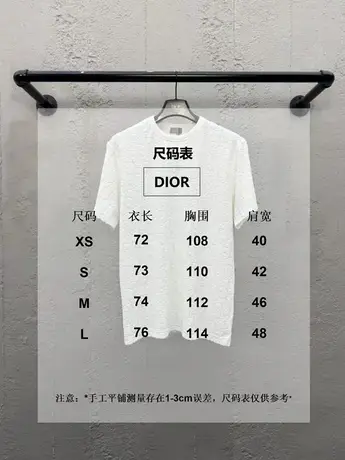 尺码表
DIOR
尺码 衣长 胸围 肩宽
XS 72 108 40
S 73 110 42
M 74 112 46
L 76 114 48
注意：*手工平铺测量存在1-3cm误差，尺码表仅供参考*